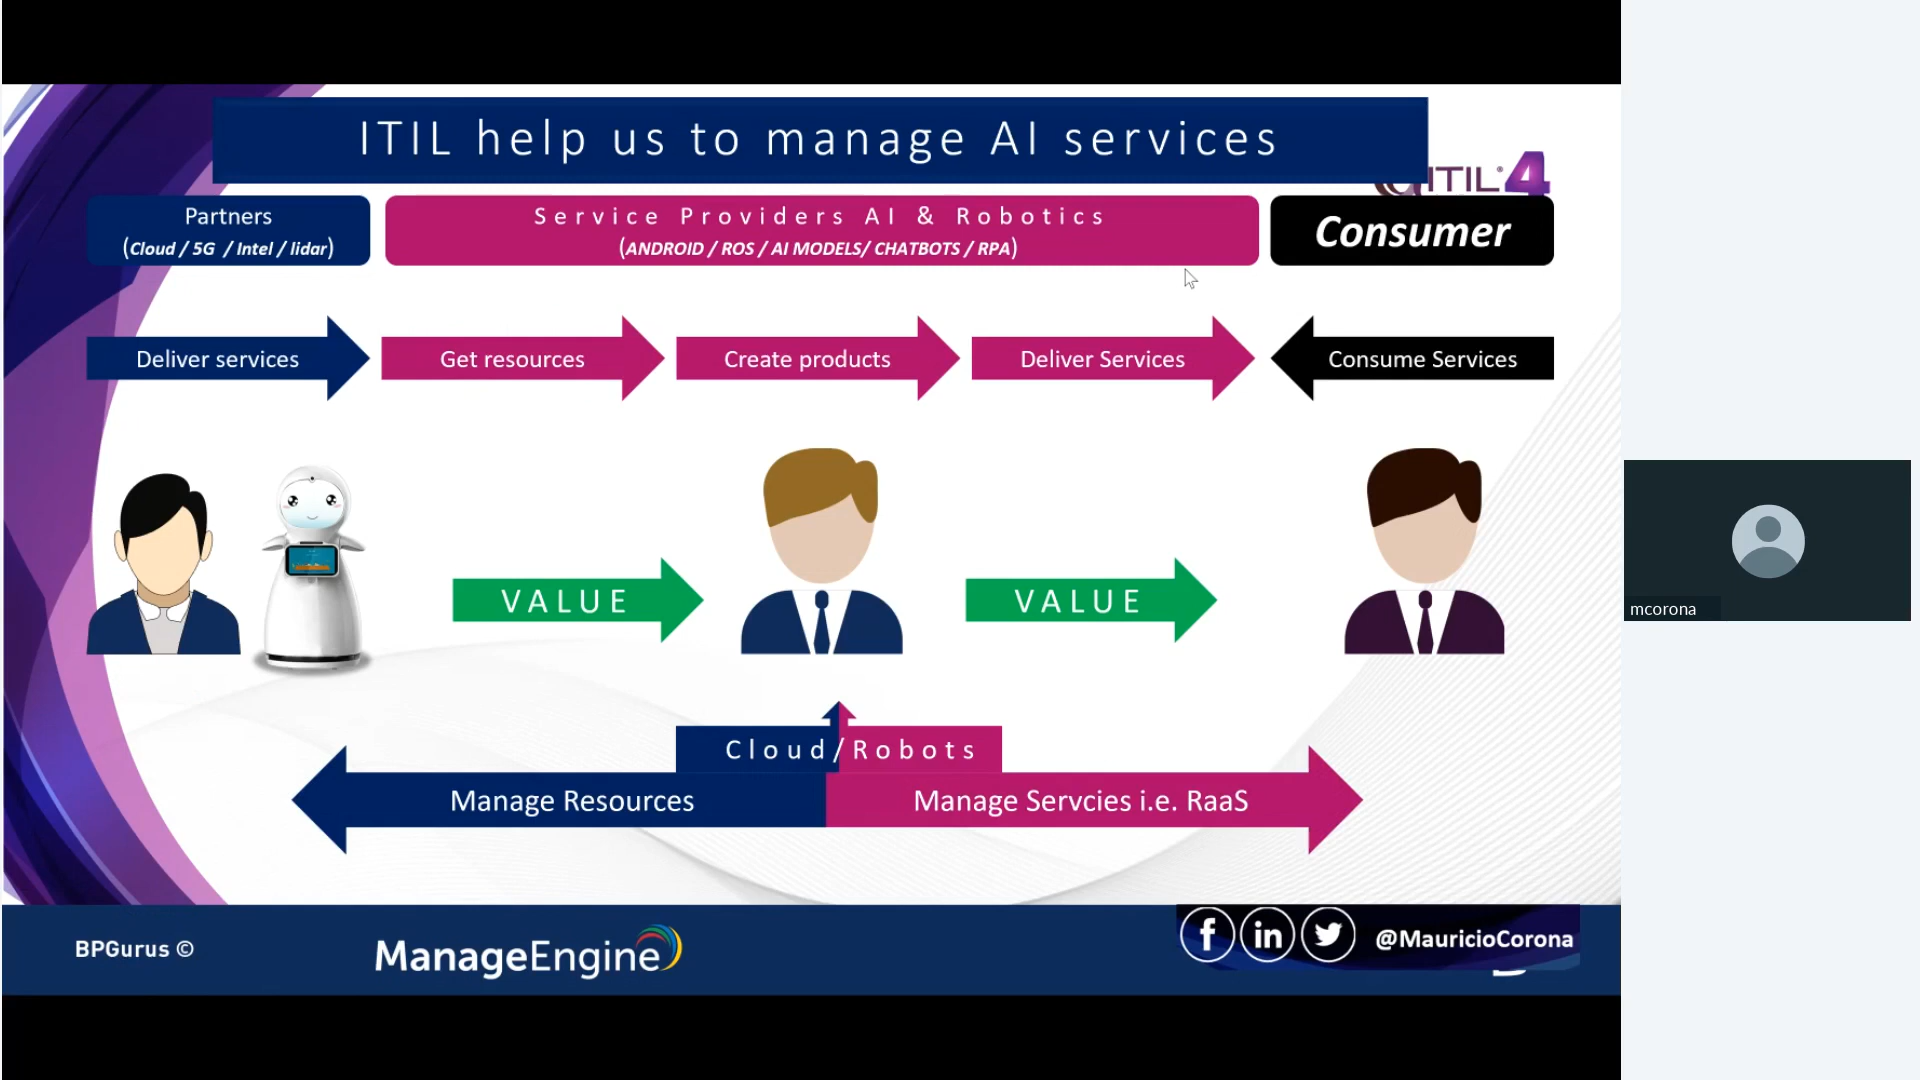 ITIL help us to manage AI services
ITIL® 4
Partners
(Cloud / 5G / Intel / lidar)
Service Providers AI & Robotics
(ANDROID / ROS / AI MODELS/ CHATBOTS / RPA)
Consumer
Deliver services
Get resources
Create products
Deliver Services
Consume Services
VALUE
VALUE
mcorona
Cloud/Robots
Manage Resources
Manage Servcies i.e. RaaS
BPGurus ©
ManageEngine
@MauricioCorona